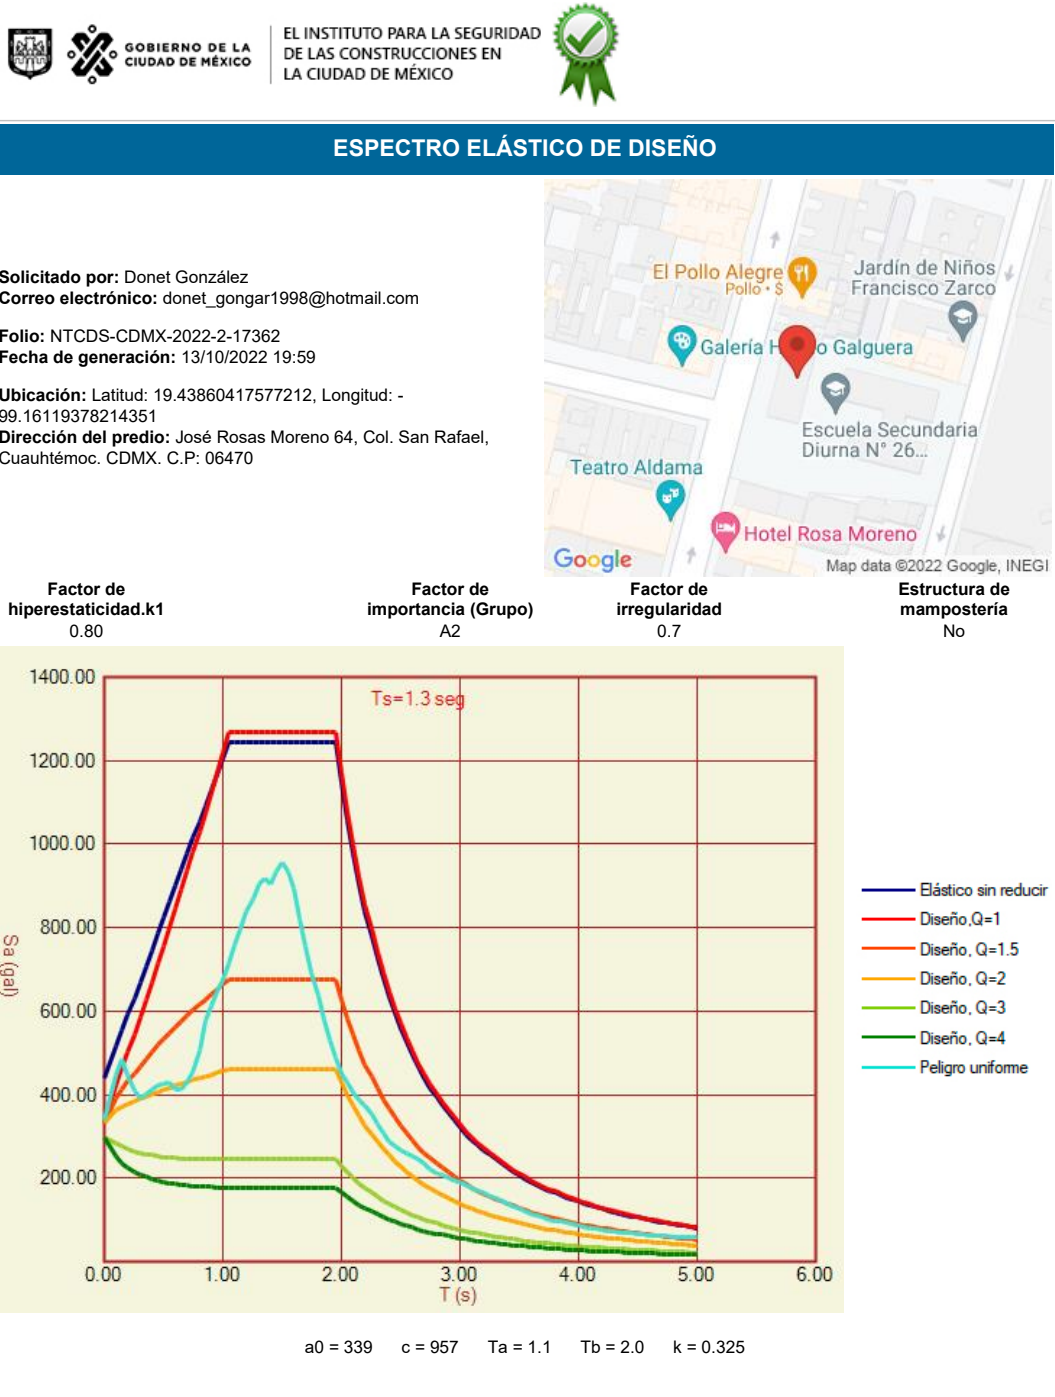 GOBIERNO DE LA
CIUDAD DE MÉXICO
EL INSTITUTO PARA LA SEGURIDAD
DE LAS CONSTRUCCIONES EN
LA CIUDAD DE MÉXICO
ESPECTRO ELÁSTICO DE DISEÑO
Solicitado por: Donet González
Correo electrónico: donet_gongar1998@hotmail.com
Folio: NTCDS-CDMX-2022-2-17362
Fecha de generación: 13/10/2022 19:59
Ubicación: Latitud: 19.43860417577212, Longitud: -
99.16119378214351
Dirección del predio: José Rosas Moreno 64, Col. San Rafael,
Cuauhtémoc. CDMX. C.P: 06470
El Pollo Alegre
Pollo • $
Jardín de Niños
Francisco Zarco
Galería H o Galguera
Escuela Secundaria
Diurna N° 26...
Teatro Aldama
Hotel Rosa Moreno
Google
Map data ©2022 Google, INEGI
Factor de
hiperestaticidad.k1
0.80
Factor de
importancia (Grupo)
A2
Factor de
irregularidad
0.7
Estructura de
mampostería
No
Ts=1.3 seg
1400.00
1200.00
1000.00
800.00
600.00
400.00
200.00
Sa (gal)
0.00 1.00 2.00 3.00 4.00 5.00 6.00
T (s)
Elástico sin reducir
Diseño,Q=1
Diseño, Q=1.5
Diseño, Q=2
Diseño, Q=3
Diseño, Q=4
Peligro uniforme
a0 = 339 c = 957 Ta = 1.1 Tb = 2.0 k = 0.325